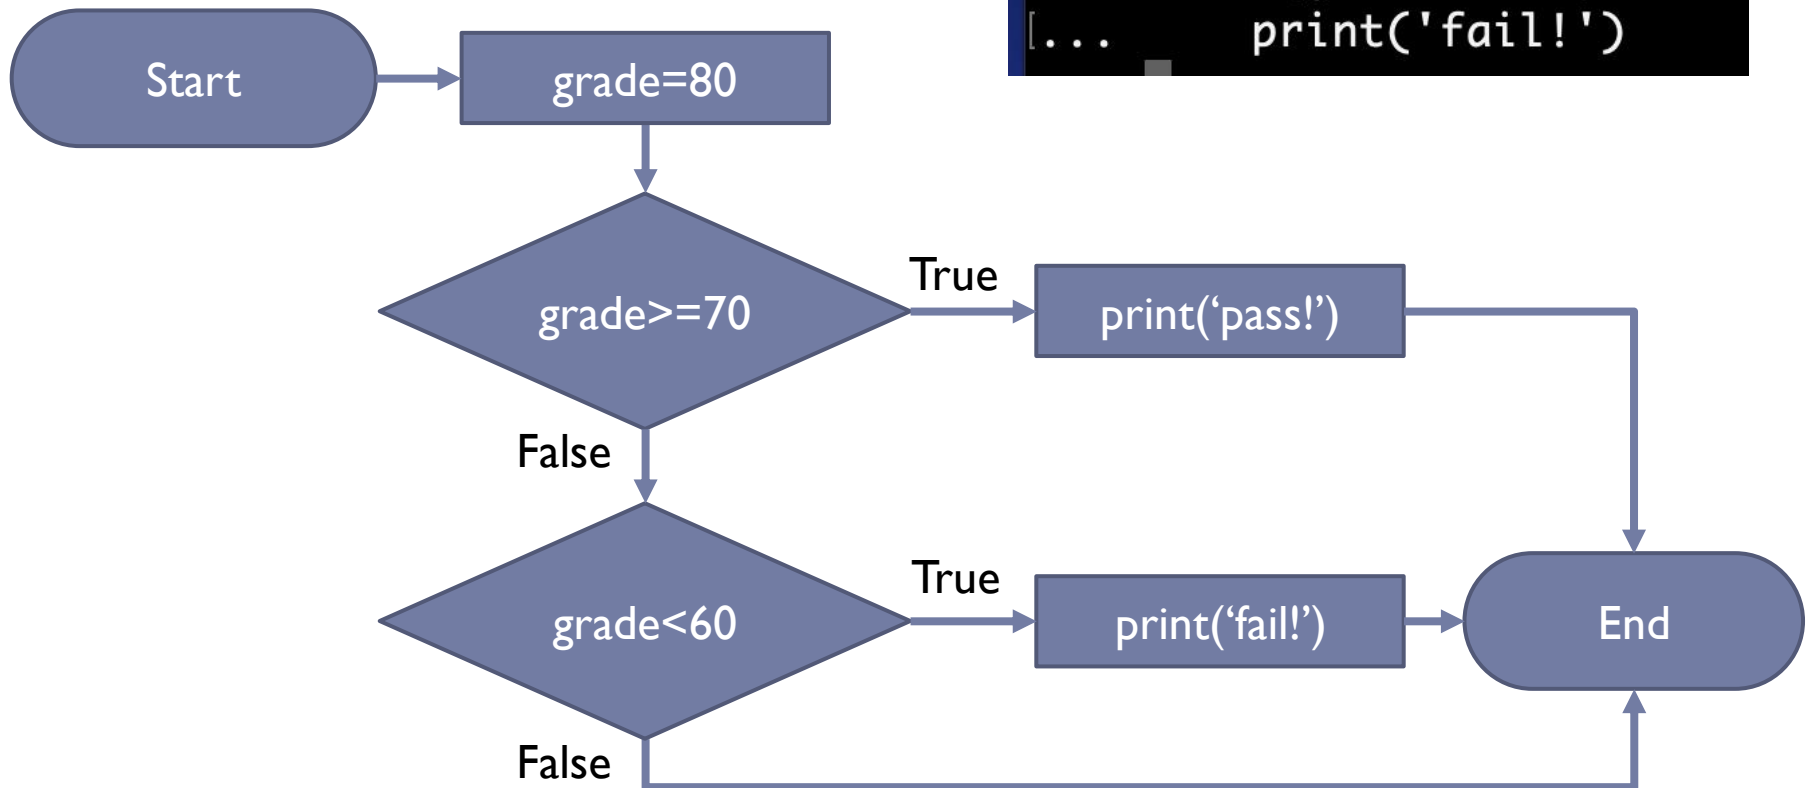 [...      print('fail!')
Start
grade=80
grade>=70
True
print(‘pass!’)
False
grade<60
True
print(‘fail!’)
End
False